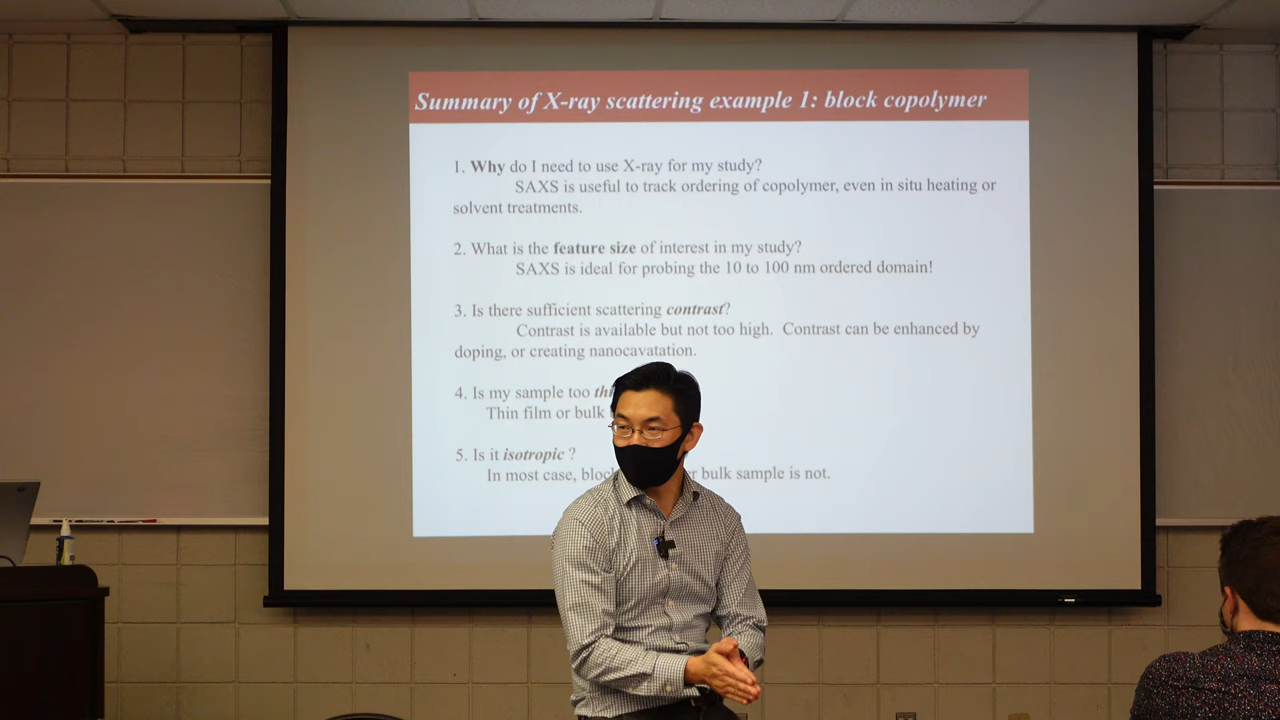 Summary of X-ray scattering example 1: block copolymer
1. Why do I need to use X-ray for my study?
SAXS is useful to track ordering of copolymer, even in situ heating or
solvent treatments.
2. What is the feature size of interest in my study?
SAXS is ideal for probing the 10 to 100 nm ordered domain!
3. Is there sufficient scattering contrast?
Contrast is available but not too high. Contrast can be enhanced by
doping, or creating nanocavatation.
4. Is my sample too
Thin film or bulk
5. Is it isotropic ?
In most case, bulk sample is not.